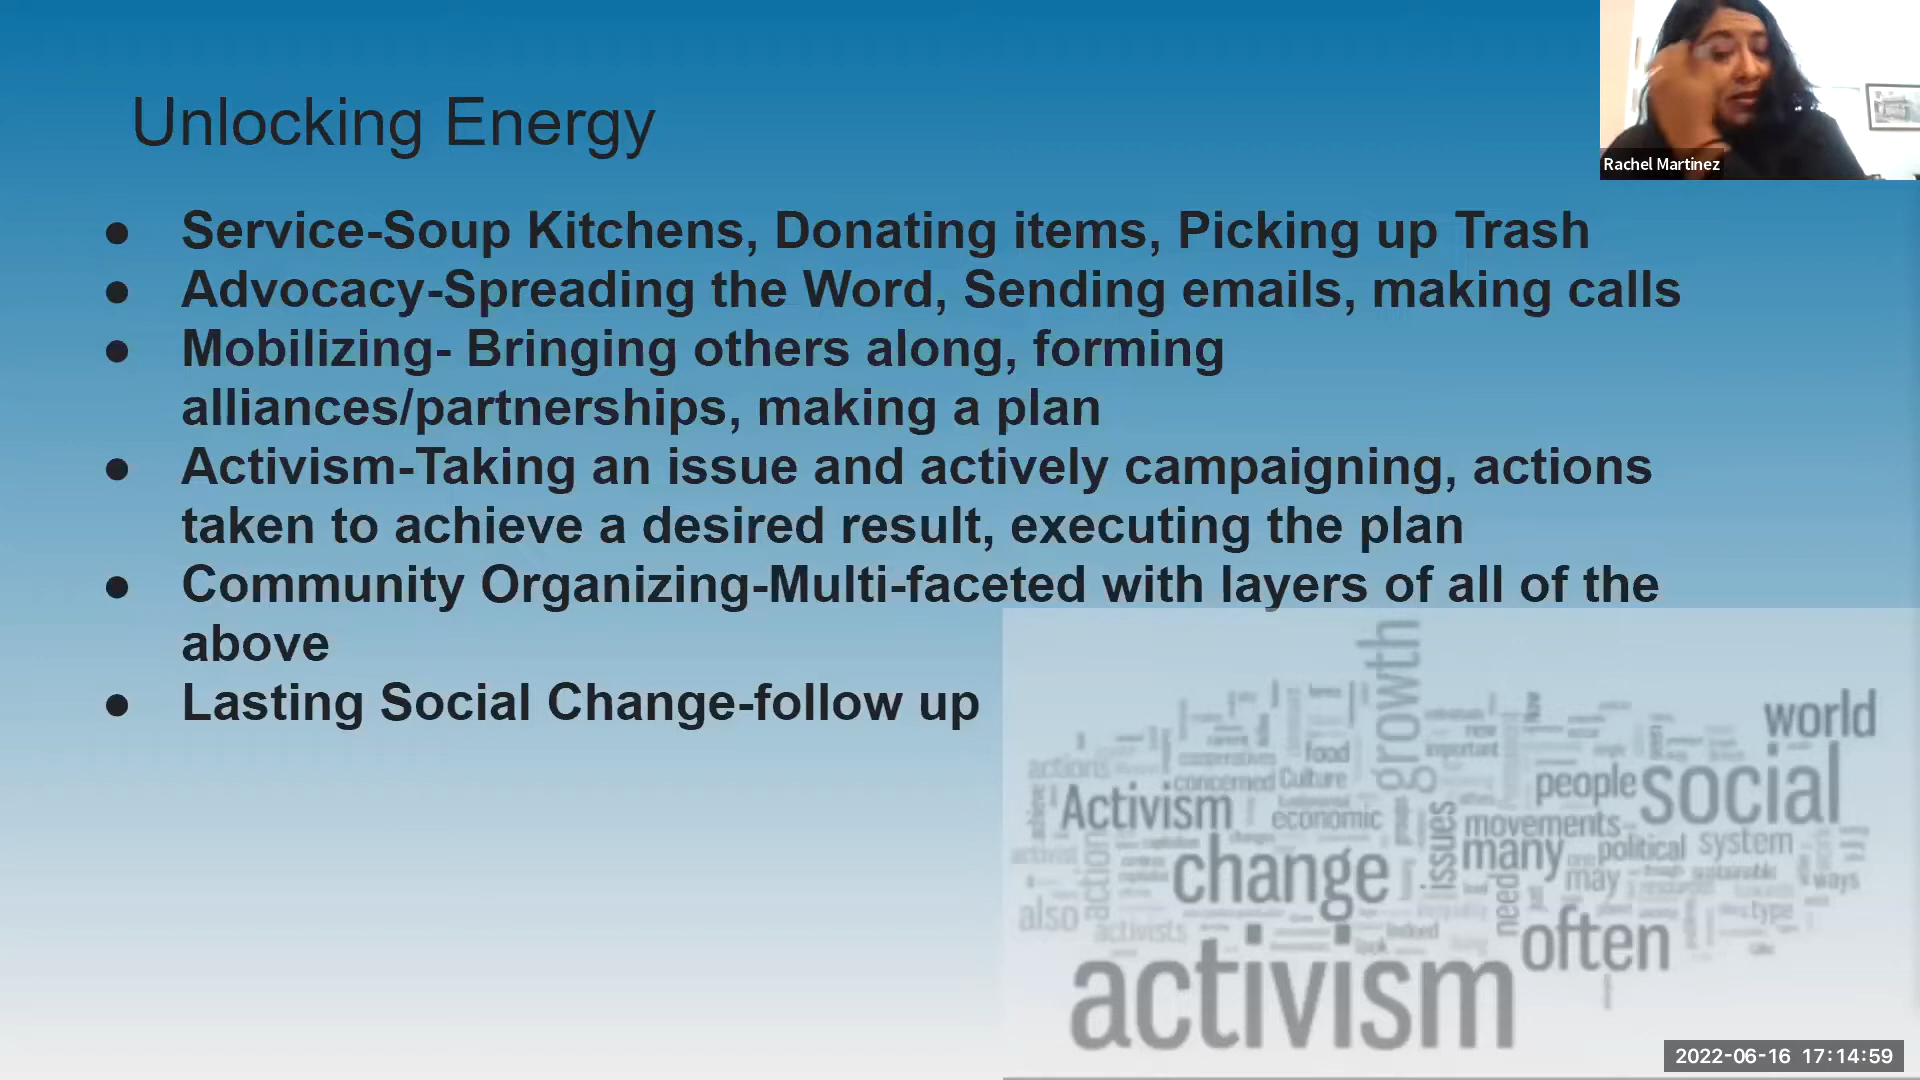 Unlocking Energy
Rachel Martinez
● Service-Soup Kitchens, Donating items, Picking up Trash
● Advocacy-Spreading the Word, Sending emails, making calls
● Mobilizing- Bringing others along, forming
alliances/partnerships, making a plan
● Activism-Taking an issue and actively campaigning, actions
taken to achieve a desired result, executing the plan
● Community Organizing-Multi-faceted with layers of all of the
above
● Lasting Social Change-follow up
growth
world
food
important
actions
concerned
Culture
people
social
Activism
economic
issues
movements
many
political
system
change
action
may
ways
need
also
activists
type
often
activism
2022-06-16 17:14:59